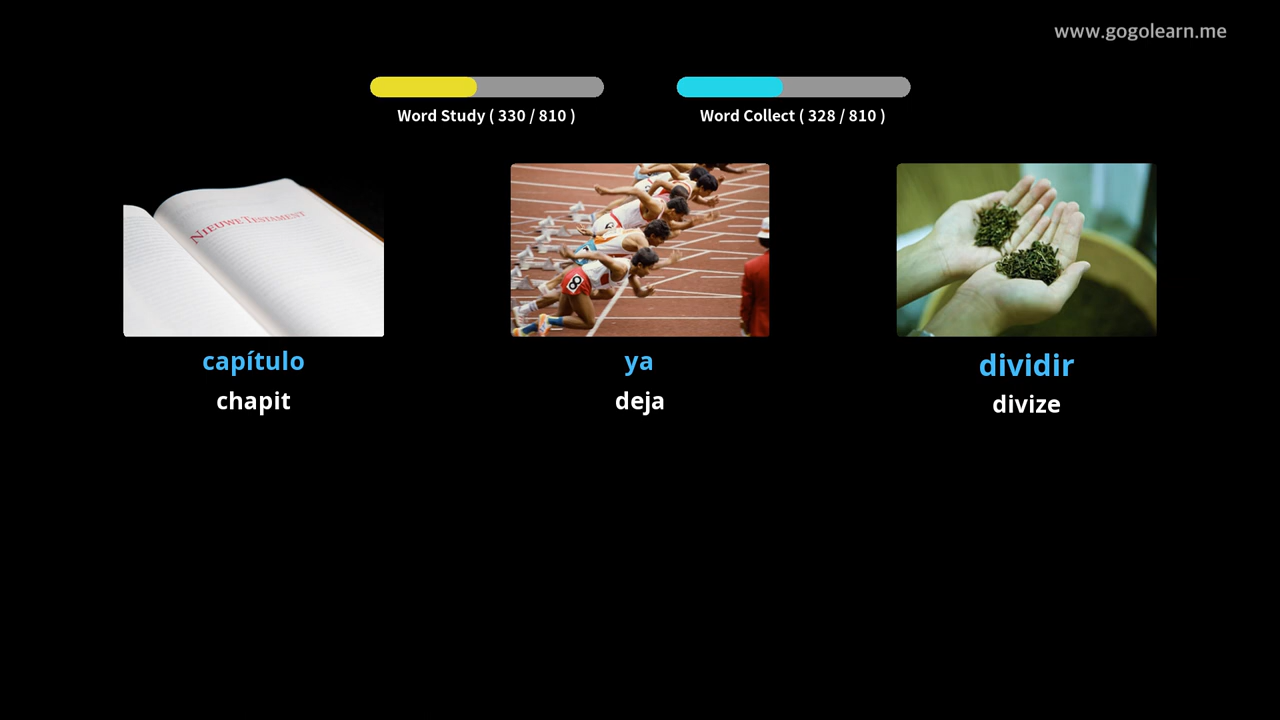 www.gogolearn.me
Word Study ( 330 / 810 )
Word Collect ( 328 / 810 )
NIEUWE TESTAMENT
8
capítulo
ya
dividir
chapit
deja
divize